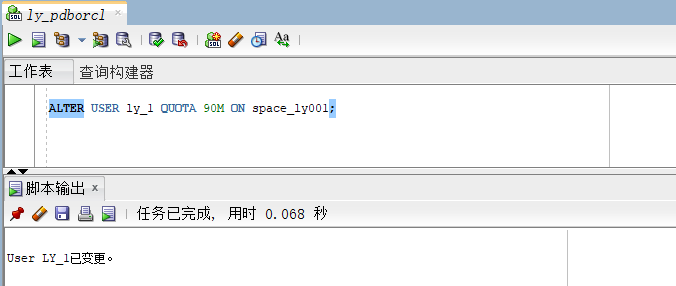 ly_pdborcl
工作表 查询构建器
ALTER USER ly_1 QUOTA 90M ON space_ly001;
脚本输出 x
任务已完成, 用时 0.068 秒
User LY_1已变更。